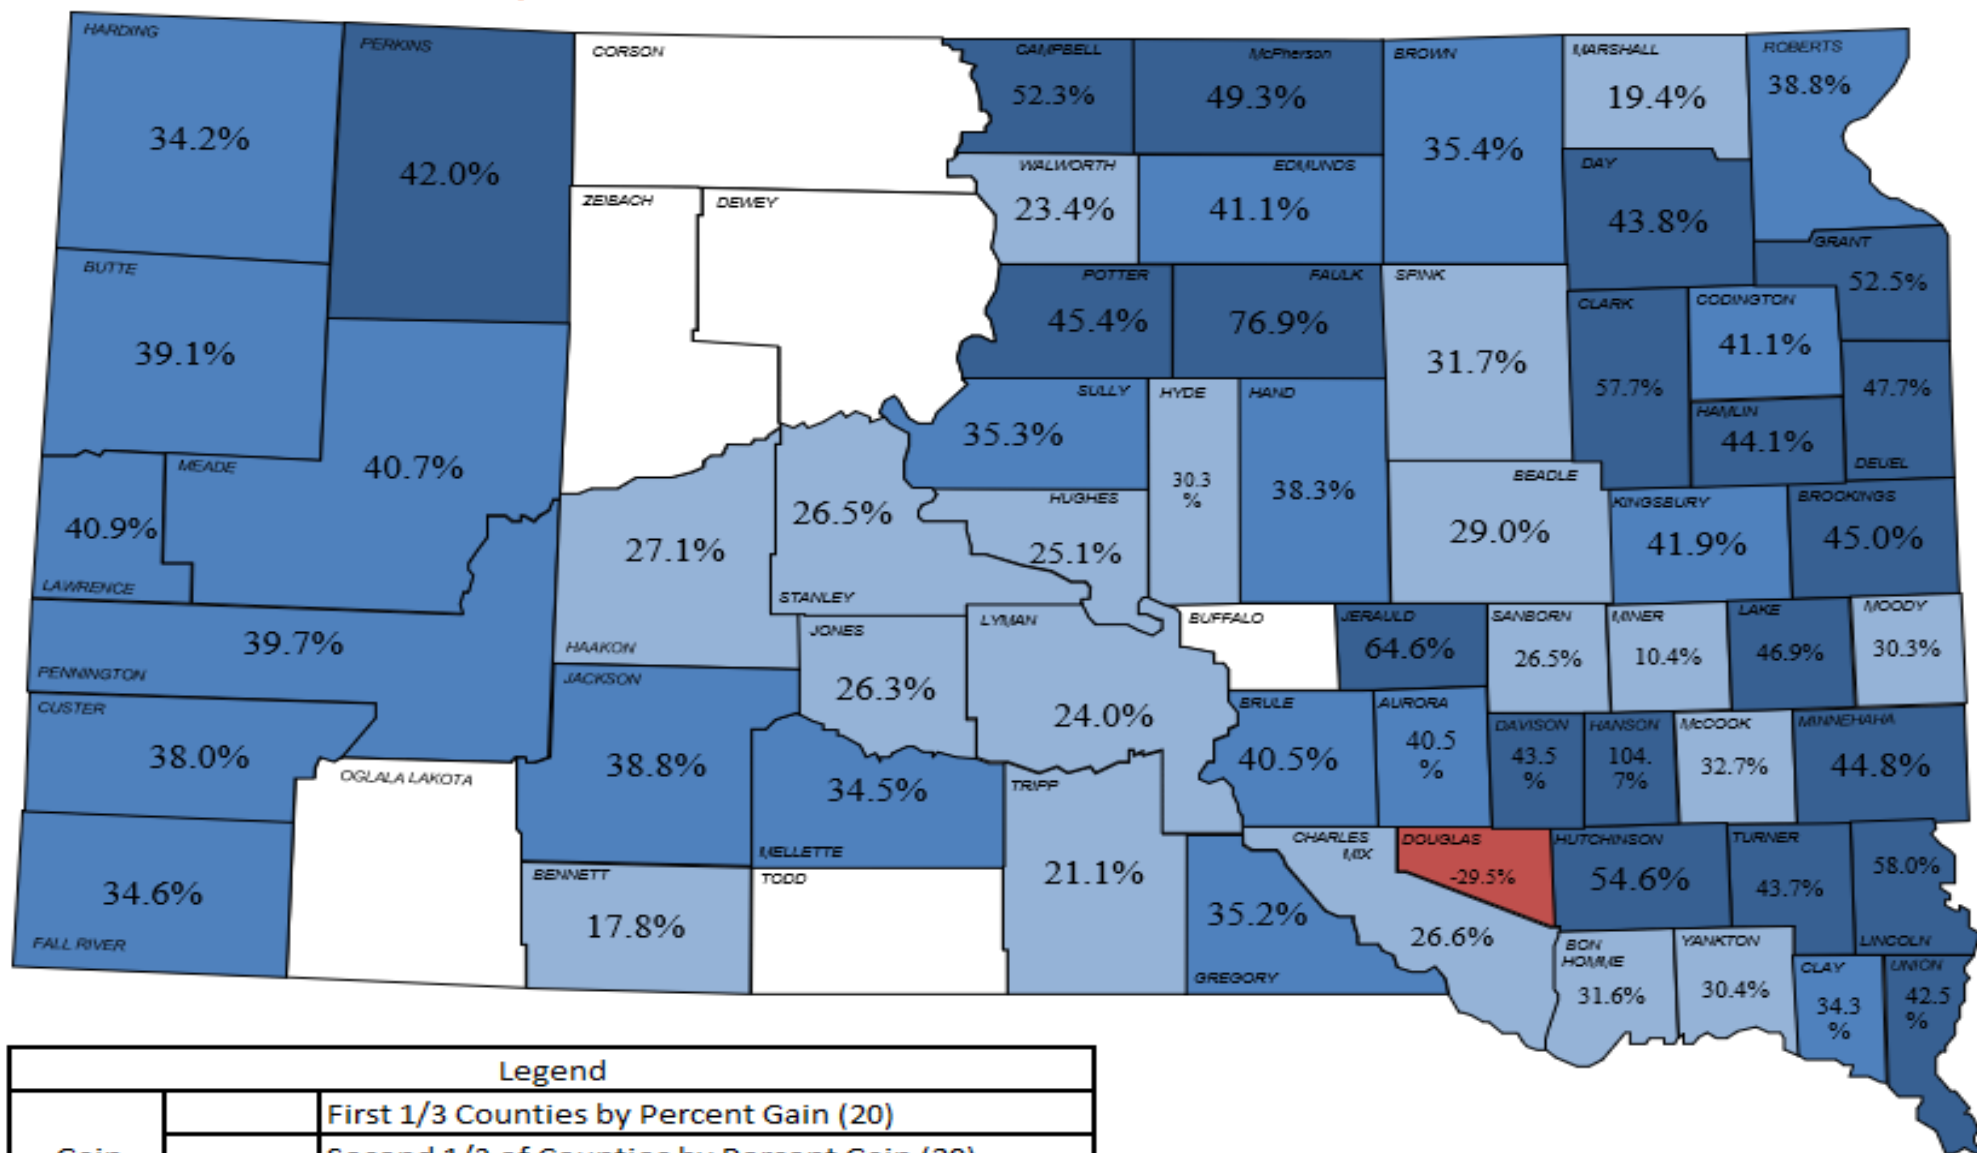 HARDING
34.2%
PERKINS
42.0%
CORSON
CAMPBELL
52.3%
McPherson
49.3%
BROWN
35.4%
MARSHALL
19.4%
ROBERTS
38.8%
WALWORTH
23.4%
EDMUNDS
41.1%
DAY
43.8%
ZEIBACH
DEWEY
GRANT
52.5%
BUTTE
39.1%
POTTER
45.4%
FAULK
76.9%
SPINK
31.7%
CLARK
57.7%
CODINGTON
41.1%
47.7%
DEUEL
HAMLIN
44.1%
MEADE
40.7%
SULLY
35.3%
HYDE
30.3
%
HAND
38.3%
BEADLE
29.0%
KINGSBURY
41.9%
BROOKINGS
45.0%
40.9%
LAWRENCE
27.1%
HAAKON
26.5%
STANLEY
HUGHES
25.1%
39.7%
PENNINGTON
JONES
26.3%
LYMAN
24.0%
BUFFALO
JERAULD
64.6%
SANBORN
26.5%
MINER
10.4%
LAKE
46.9%
MOODY
30.3%
CUSTER
38.0%
JACKSON
38.8%
34.5%
MELLETTE
BRULE
40.5%
AURORA
40.5
%
DAVISON
43.5
%
HANSON
104.
7%
McCOOK
32.7%
MINNEHAHA
44.8%
OGLALA LAKOTA
TRIPP
21.1%
34.6%
FALL RIVER
BENNETT
17.8%
TODD
35.2%
GREGORY
CHARLES
MIX
26.6%
DOUGLAS
-29.5%
HUTCHINSON
54.6%
TURNER
43.7%
58.0%
LINCOLN
BON
HOMME
31.6%
YANKTON
30.4%
CLAY
34.3
%
UNION
42.5
%
Legend
First 1/3 Counties by Percent Gain (20)
Gain
Second 1/3 of Counties by Percent Gain (20)